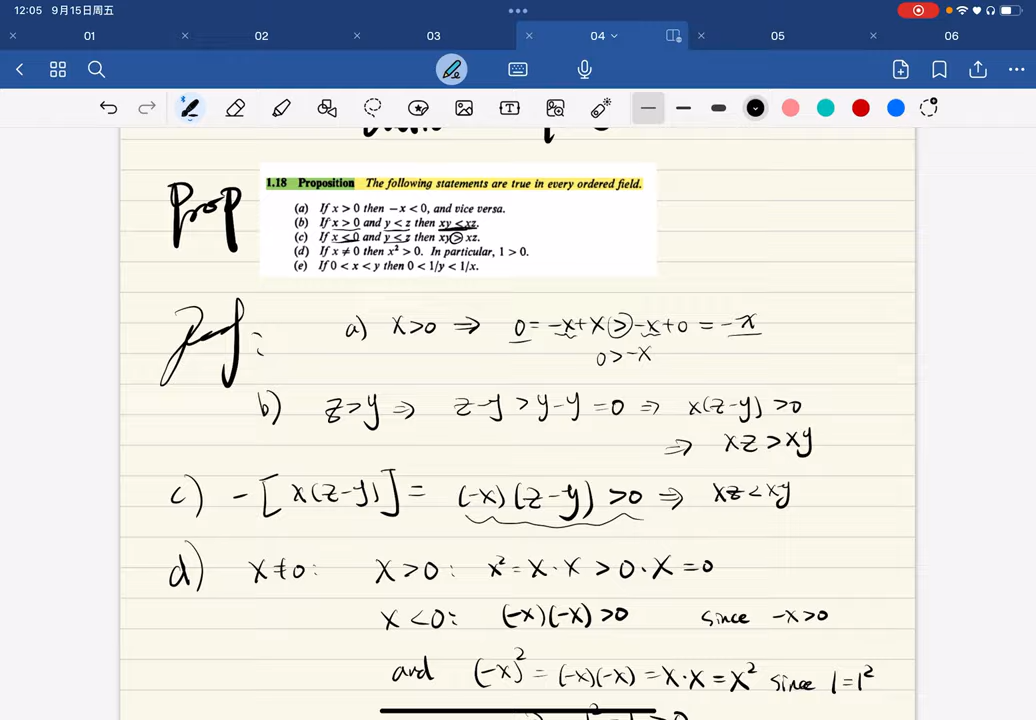 12:05 9月15日周五
01 02 03 04 05 06
Prop
1.18 Proposition The following statements are true in every ordered field.
(a) If x > 0 then −x < 0, and vice versa.
(b) If x > 0 and y < z then xy < xz.
(c) If x < 0 and y < z then xy > xz.
(d) If x ≠ 0 then x² > 0. In particular, 1 > 0.
(e) If 0 < x < y then 0 < 1/y < 1/x.
Proof:
a) x>0 ⇒ 0 = -x+x > -x+0 = -x
0>-x
b) z>y ⇒ z-y > y-y =0 ⇒ x(z-y) >0
⇒ xz > xy
c) -[x(z-y)] = (-x)(z-y) >0 ⇒ xz < xy
d) x≠0: x>0: x² = x·x > 0·x = 0
x<0: (-x)(-x) >0 since -x>0
and (-x)² = (-x)(-x) = x·x = x² since 1=1²